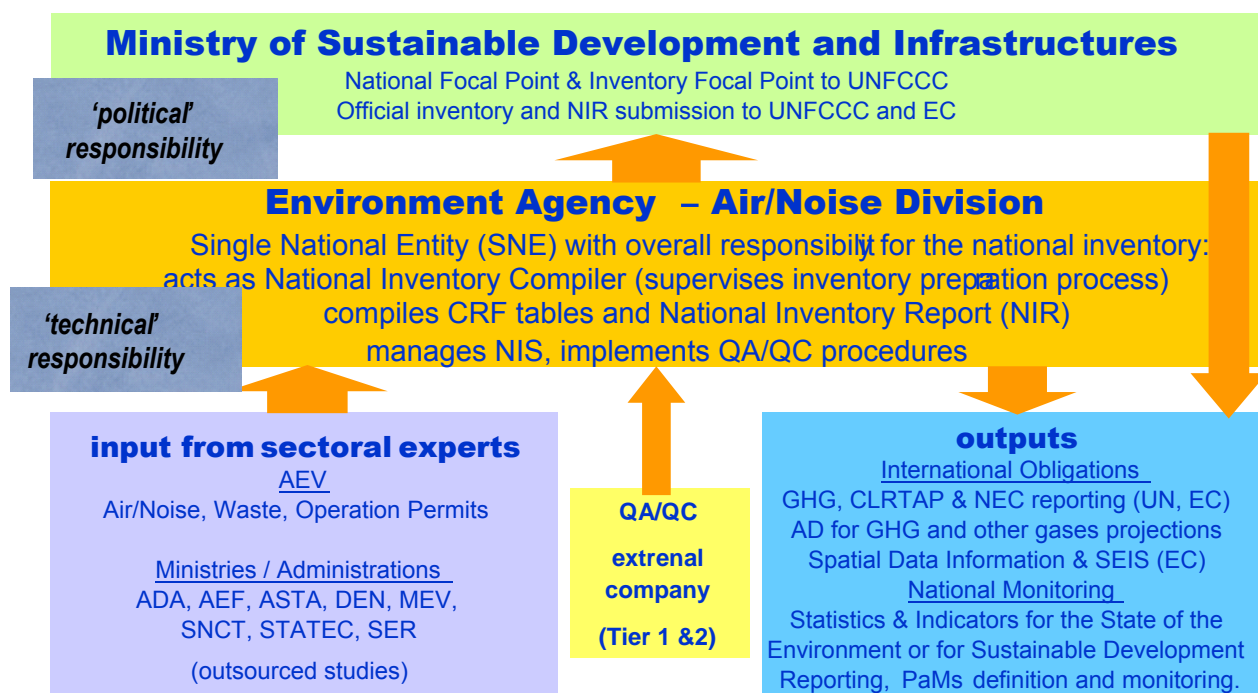 Ministry of Sustainable Development and Infrastructures
National Focal Point & Inventory Focal Point to UNFCCC
Official inventory and NIR submission to UNFCCC and EC
'political'
responsibility
Environment Agency – Air/Noise Division
Single National Entity (SNE) with overall responsibility for the national inventory:
acts as National Inventory Compiler (supervises inventory preparation process)
compiles CRF tables and National Inventory Report (NIR)
manages NIS, implements QA/QC procedures
'technical'
responsibility
input from sectoral experts
AEV
Air/Noise, Waste, Operation Permits
Ministries / Administrations
ADA, AEF, ASTA, DEN, MEV,
SNCT, STATEC, SER
(outsourced studies)
QA/QC
extrenal
company
(Tier 1 &2)
outputs
International Obligations
GHG, CLRTAP & NEC reporting (UN, EC)
AD for GHG and other gases projections
Spatial Data Information & SEIS (EC)
National Monitoring
Statistics & Indicators for the State of the
Environment or for Sustainable Development
Reporting, PaMs definition and monitoring.